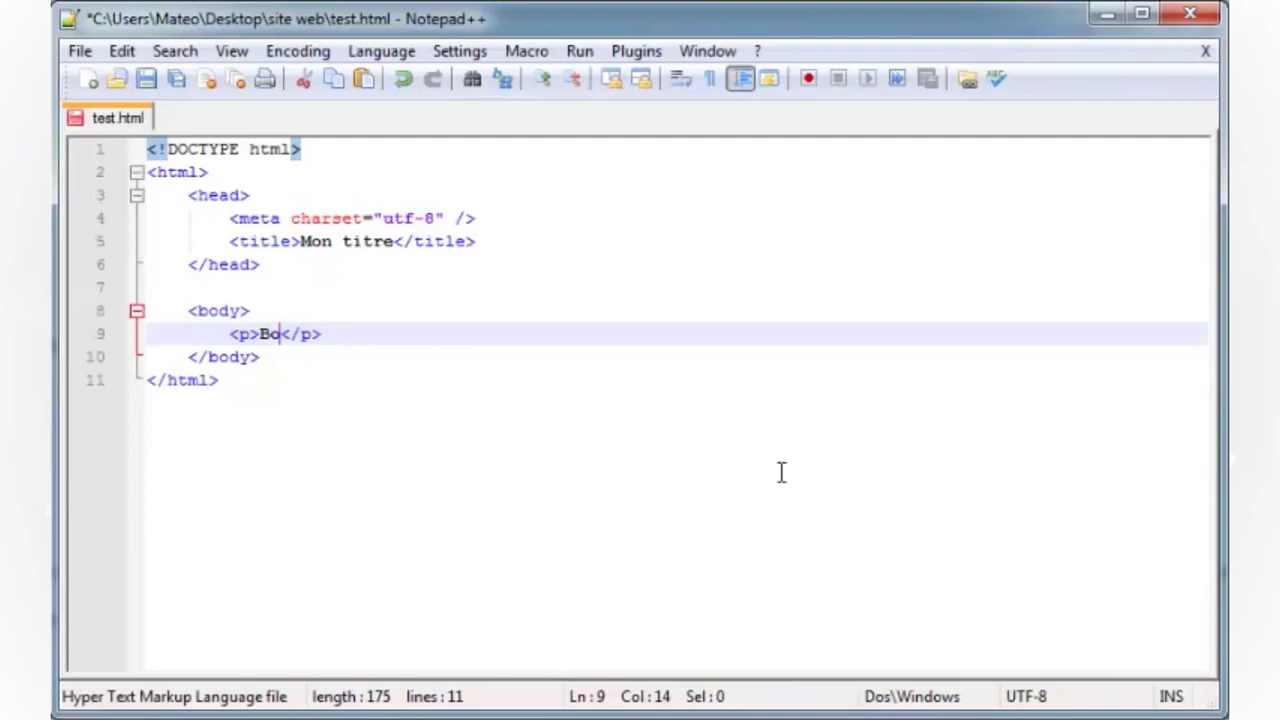 *C:\Users\Mateo\Desktop\site web\test.html - Notepad++
File Edit Search View Encoding Language Settings Macro Run Plugins Window ? X
test.html
1 <!DOCTYPE html>
2 <html>
3 <head>
4 <meta charset="utf-8" />
5 <title>Mon titre</title>
6 </head>
7
8 <body>
9 <p>Bo</p>
10 </body>
11 </html>
Hyper Text Markup Language file length : 175 lines : 11 Ln : 9 Col : 14 Sel : 0 Dos\Windows UTF-8 INS